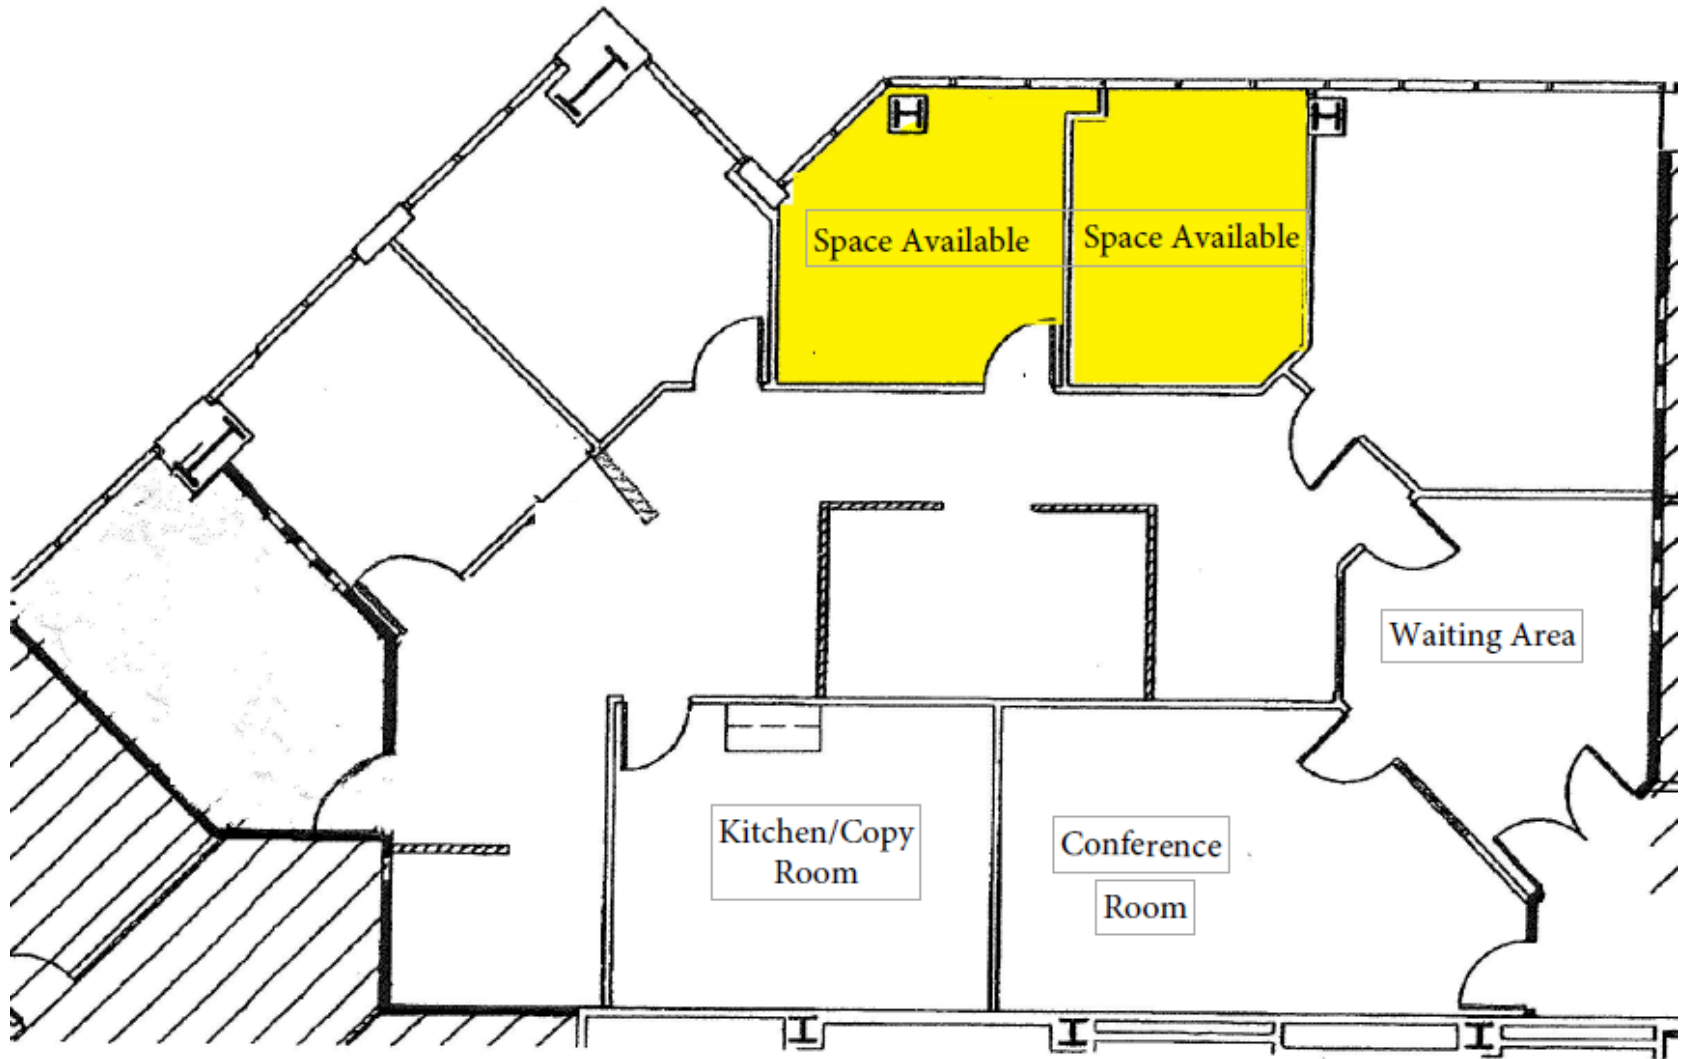 Space Available
Space Available
Waiting Area
Kitchen/Copy
Room
Conference
Room